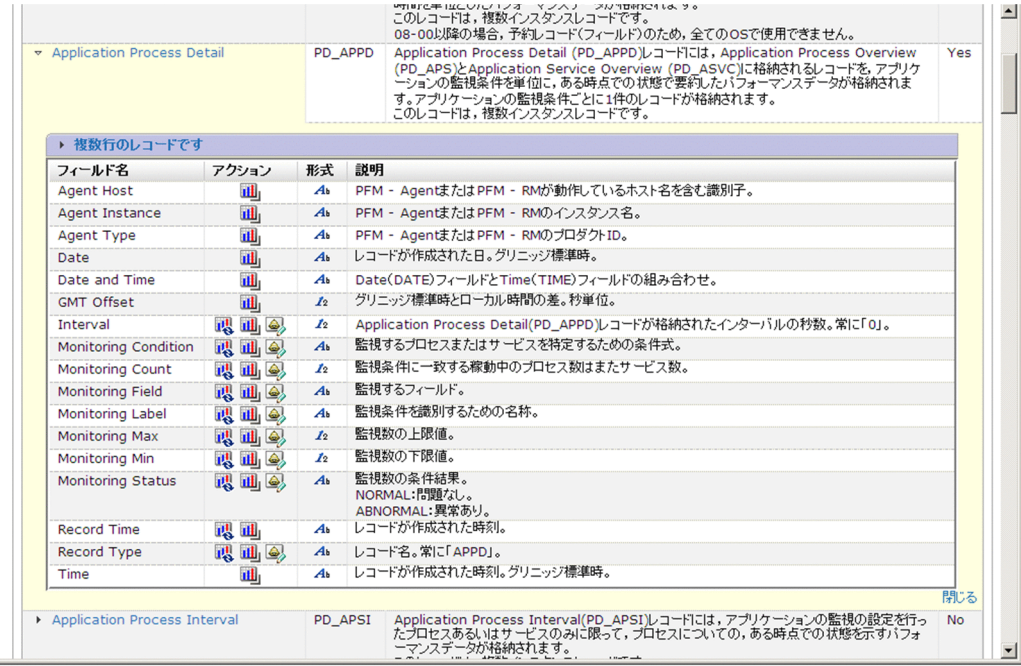 このレコードは，複数インスタンスレコードです。
08-00以降の場合，予約レコード(フィールド)のため，全てのOSで使用できません。
Application Process Detail PD_APPD Application Process Detail (PD_APPD)レコードには，Application Process Overview Yes
(PD_APS)とApplication Service Overview (PD_ASVC)に格納されるレコードを，アプリケ
ーションの監視条件を単位に，ある時点での状態で要約したパフォーマンスデータが格納されま
す。アプリケーションの監視条件ごとに1件のレコードが格納されます。
このレコードは，複数インスタンスレコードです。
複数行のレコードです
フィールド名 アクション 形式 説明
Agent Host Ab PFM - AgentまたはPFM - RMが動作しているホスト名を含む識別子。
Agent Instance Ab PFM - AgentまたはPFM - RMのインスタンス名。
Agent Type Ab PFM - AgentまたはPFM - RMのプロダクトID。
Date Ab レコードが作成された日。グリニッジ標準時。
Date and Time Ab Date(DATE)フィールドとTime(TIME)フィールドの組み合わせ。
GMT Offset 12 グリニッジ標準時とローカル時間の差。秒単位。
Interval 12 Application Process Detail(PD_APPD)レコードが格納されたインターバルの秒数。常に「0」。
Monitoring Condition Ab 監視するプロセスまたはサービスを特定するための条件式。
Monitoring Count 12 監視条件に一致する稼動中のプロセス数はまたサービス数。
Monitoring Field Ab 監視するフィールド。
Monitoring Label Ab 監視条件を識別するための名称。
Monitoring Max 12 監視数の上限値。
Monitoring Min 12 監視数の下限値。
Monitoring Status Ab 監視数の条件結果。
NORMAL:問題なし。
ABNORMAL:異常あり。
Record Time Ab レコードが作成された時刻。
Record Type Ab レコード名。常に「APPD」。
Time Ab レコードが作成された時刻。グリニッジ標準時。
閉じる
Application Process Interval PD_APSI Application Process Interval(PD_APSI)レコードには，アプリケーションの監視の設定を行っ No
たプロセスあるいはサービスのみに限って，プロセスについての，ある時点での状態を示すパフォ
ーマンスデータが格納されます。